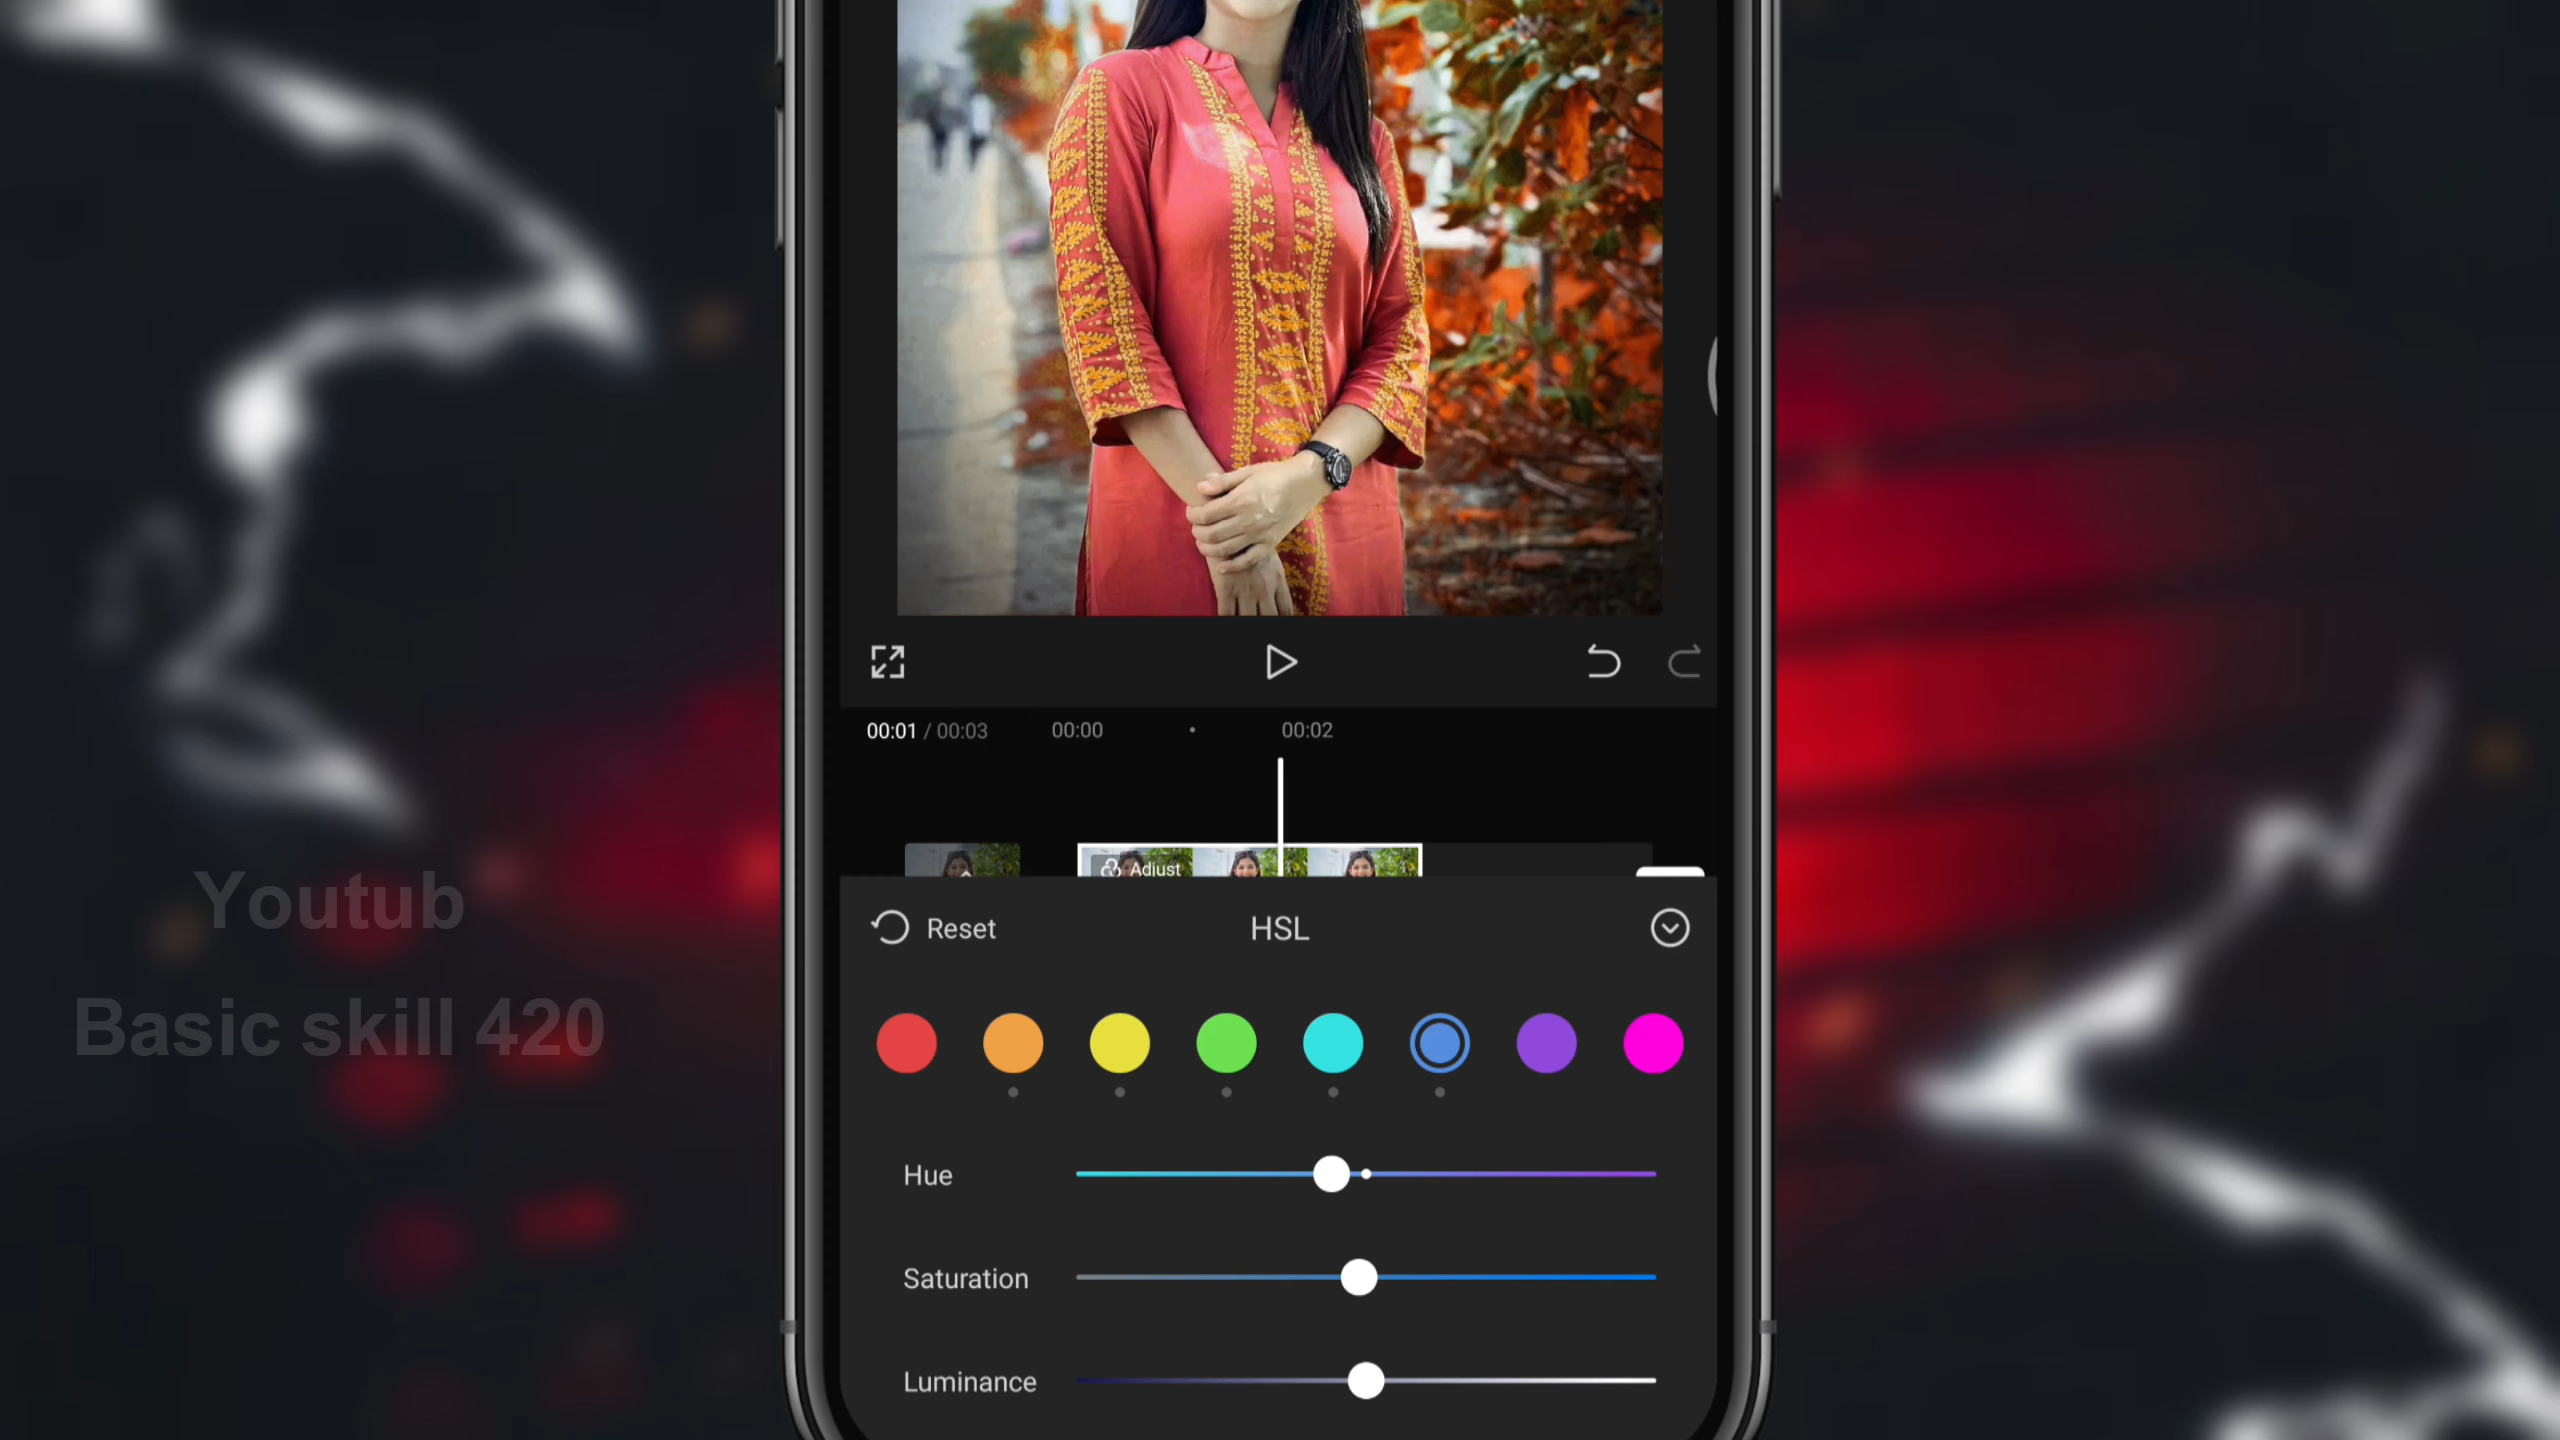 00:01 / 00:03 00:00 00:02
Adjust
Reset HSL
Youtub
Basic skill 420
Hue
Saturation
Luminance